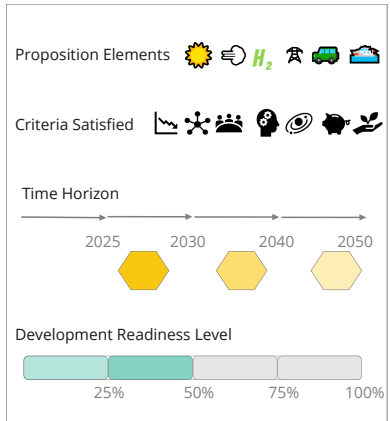 Proposition Elements H₂
Criteria Satisfied
Time Horizon
2025 2030 2040 2050
Development Readiness Level
25% 50% 75% 100%